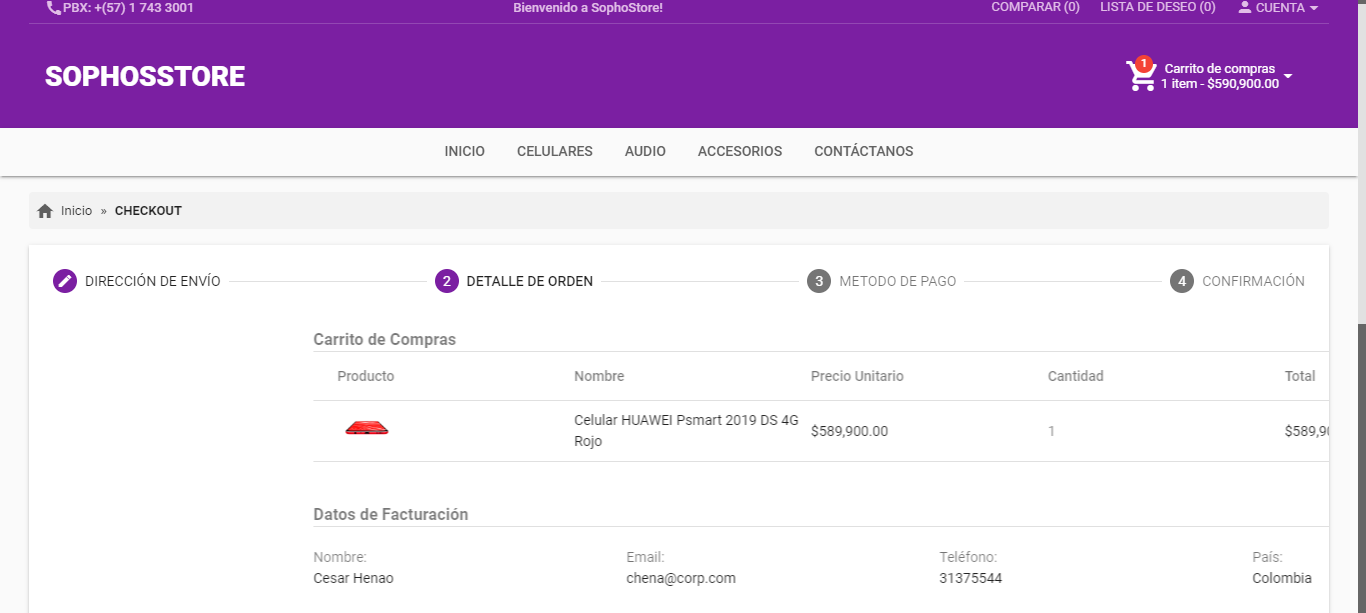 PBX: +(57) 1 743 3001
Bienvenido a SophoStore!
COMPARAR (0)
LISTA DE DESEO (0)
CUENTA
SOPHOSSTORE
1
Carrito de compras
1 item - $590,900.00
INICIO
CELULARES
AUDIO
ACCESORIOS
CONTÁCTANOS
Inicio » CHECKOUT
DIRECCIÓN DE ENVÍO
2 DETALLE DE ORDEN
3 METODO DE PAGO
4 CONFIRMACIÓN
Carrito de Compras
Producto
Nombre
Precio Unitario
Cantidad
Total
Celular HUAWEI Psmart 2019 DS 4G
Rojo
$589,900.00
1
$589,90
Datos de Facturación
Nombre:
Cesar Henao
Email:
chena@corp.com
Teléfono:
31375544
País:
Colombia